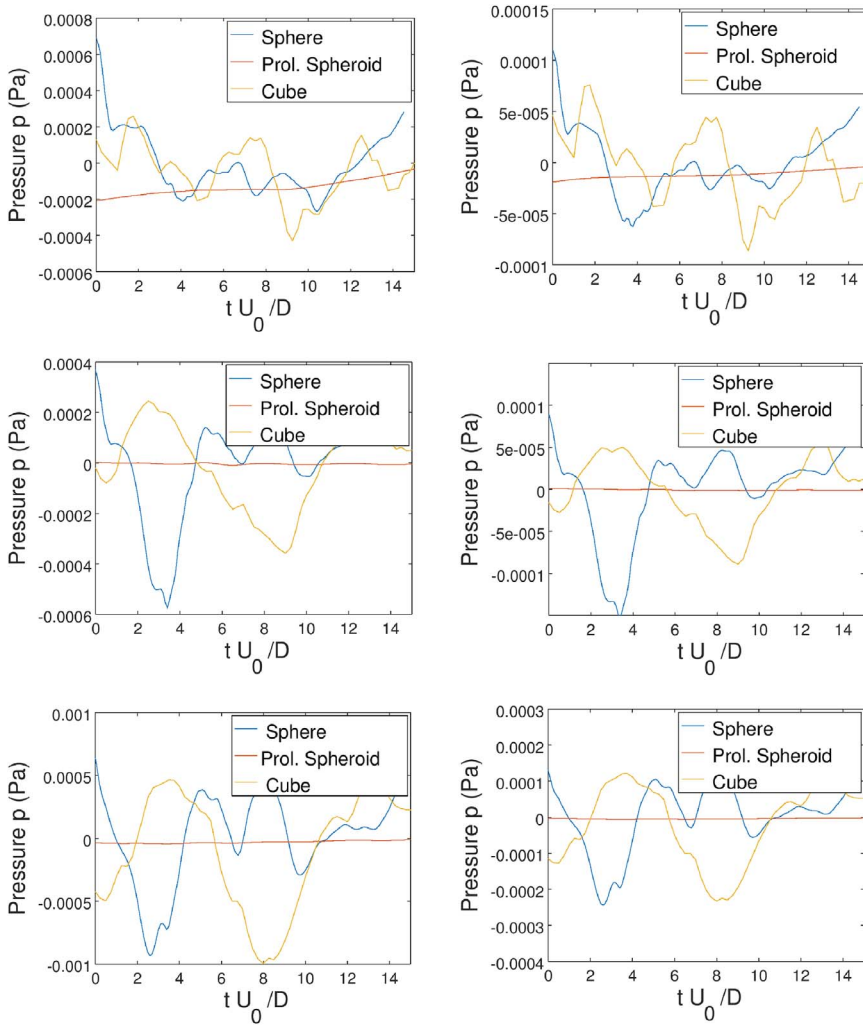 0.0008
0.0006
0.0004
0.0002
0
-0.0002
-0.0004
-0.0006
Pressure p (Pa)
Sphere
Prol. Spheroid
Cube
0 2 4 6 8 10 12 14
t U0 /D
0.00015
0.0001
5e-005
0
-5e-005
-0.0001
Pressure p (Pa)
Sphere
Prol. Spheroid
Cube
0 2 4 6 8 10 12 14
t U0 /D
0.0004
0.0002
0
-0.0002
-0.0004
-0.0006
Pressure p (Pa)
Sphere
Prol. Spheroid
Cube
0 2 4 6 8 10 12 14
t U0 /D
0.0001
5e-005
0
-5e-005
-0.0001
Pressure p (Pa)
Sphere
Prol. Spheroid
Cube
0 2 4 6 8 10 12 14
t U0 /D
0.001
0.0005
0
-0.0005
-0.001
Pressure p (Pa)
Sphere
Prol. Spheroid
Cube
0 2 4 6 8 10 12 14
t U0 /D
0.0003
0.0002
0.0001
0
-0.0001
-0.0002
-0.0003
-0.0004
Pressure p (Pa)
Sphere
Prol. Spheroid
Cube
0 2 4 6 8 10 12 14
t U0 /D